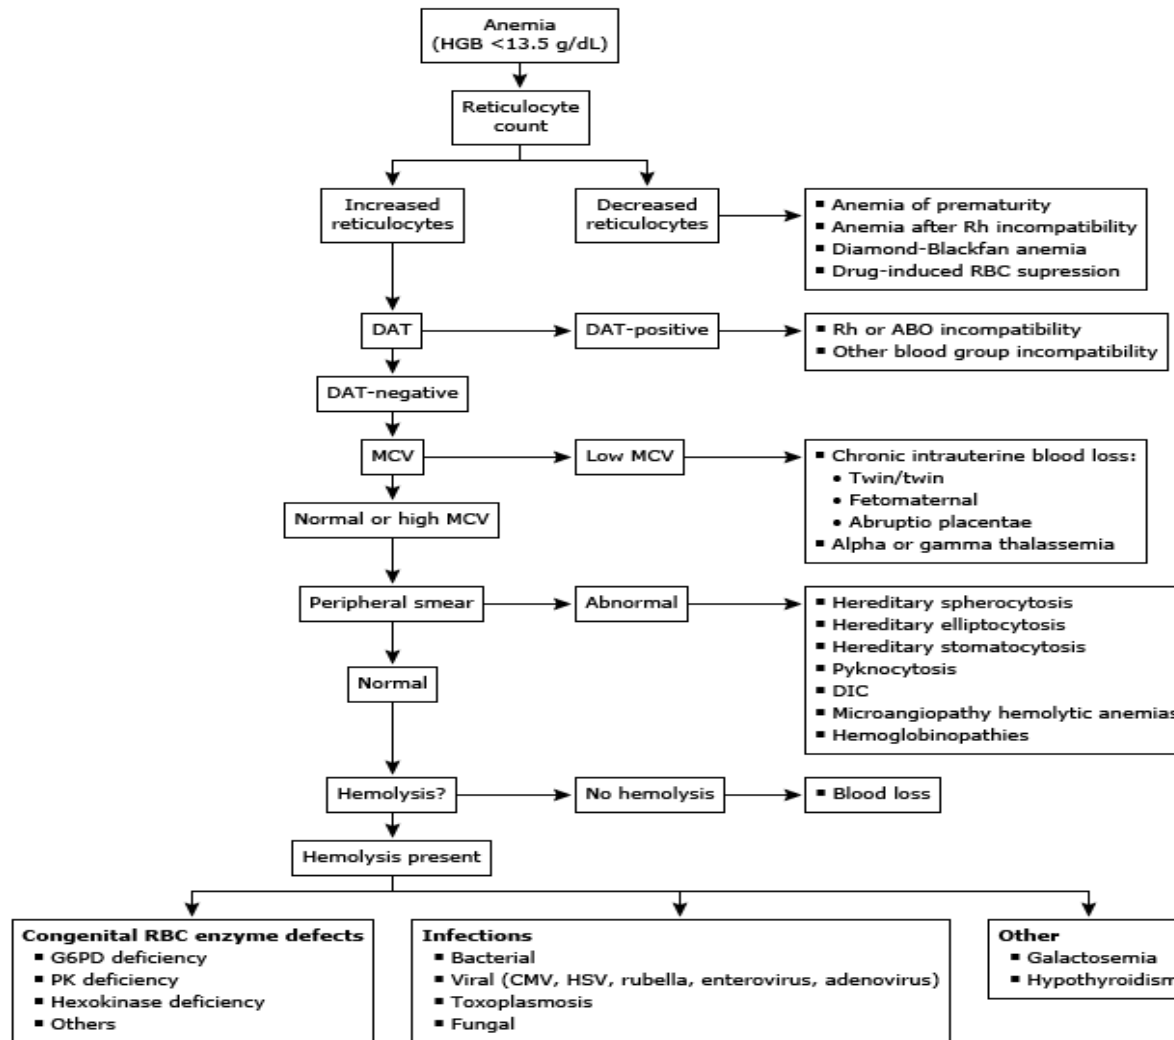 Anemia
(HGB <13.5 g/dL)
Reticulocyte
count
Increased
reticulocytes
Decreased
reticulocytes
▪ Anemia of prematurity
▪ Anemia after Rh incompatibility
▪ Diamond-Blackfan anemia
▪ Drug-induced RBC supression
DAT
DAT-positive
▪ Rh or ABO incompatibility
▪ Other blood group incompatibility
DAT-negative
MCV
Low MCV
▪ Chronic intrauterine blood loss:
• Twin/twin
• Fetomaternal
• Abruptio placentae
▪ Alpha or gamma thalassemia
Normal or high MCV
Peripheral smear
Abnormal
▪ Hereditary spherocytosis
▪ Hereditary elliptocytosis
▪ Hereditary stomatocytosis
▪ Pyknocytosis
▪ DIC
▪ Microangiopathy hemolytic anemias
▪ Hemoglobinopathies
Normal
Hemolysis?
No hemolysis
▪ Blood loss
Hemolysis present
Congenital RBC enzyme defects
▪ G6PD deficiency
▪ PK deficiency
▪ Hexokinase deficiency
▪ Others
Infections
▪ Bacterial
▪ Viral (CMV, HSV, rubella, enterovirus, adenovirus)
▪ Toxoplasmosis
▪ Fungal
Other
▪ Galactosemia
▪ Hypothyroidism